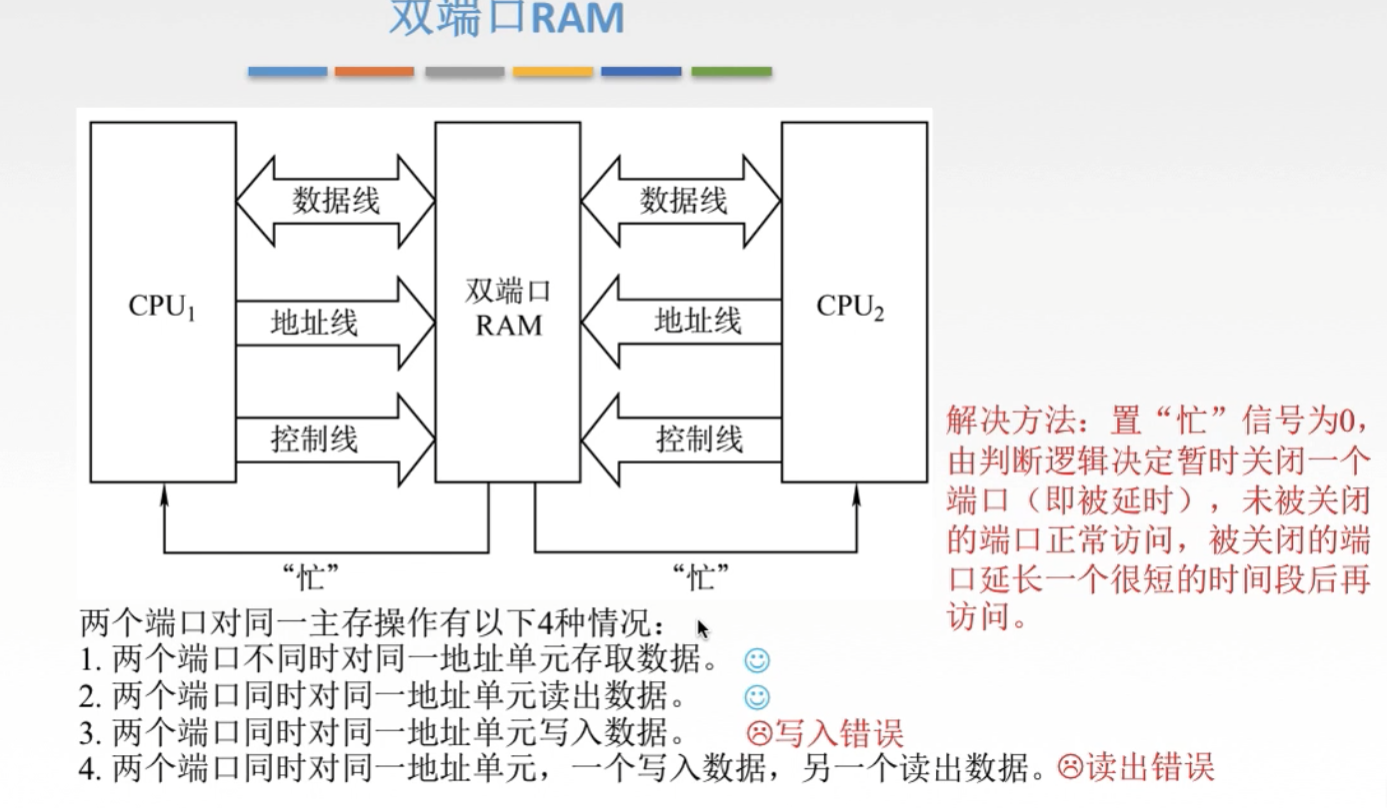 双端口RAM
数据线
数据线
CPU₁
双端口
RAM
CPU₂
地址线
地址线
控制线
控制线
“忙”
“忙”
解决方法：置“忙”信号为0，
由判断逻辑决定暂时关闭一个
端口（即被延时），未被关闭
的端口正常访问，被关闭的端
口延长一个很短的时间段后再
访问。
两个端口对同一主存操作有以下4种情况：
1. 两个端口不同时对同一地址单元存取数据。
2. 两个端口同时对同一地址单元读出数据。
3. 两个端口同时对同一地址单元写入数据。 写入错误
4. 两个端口同时对同一地址单元，一个写入数据，另一个读出数据。 读出错误